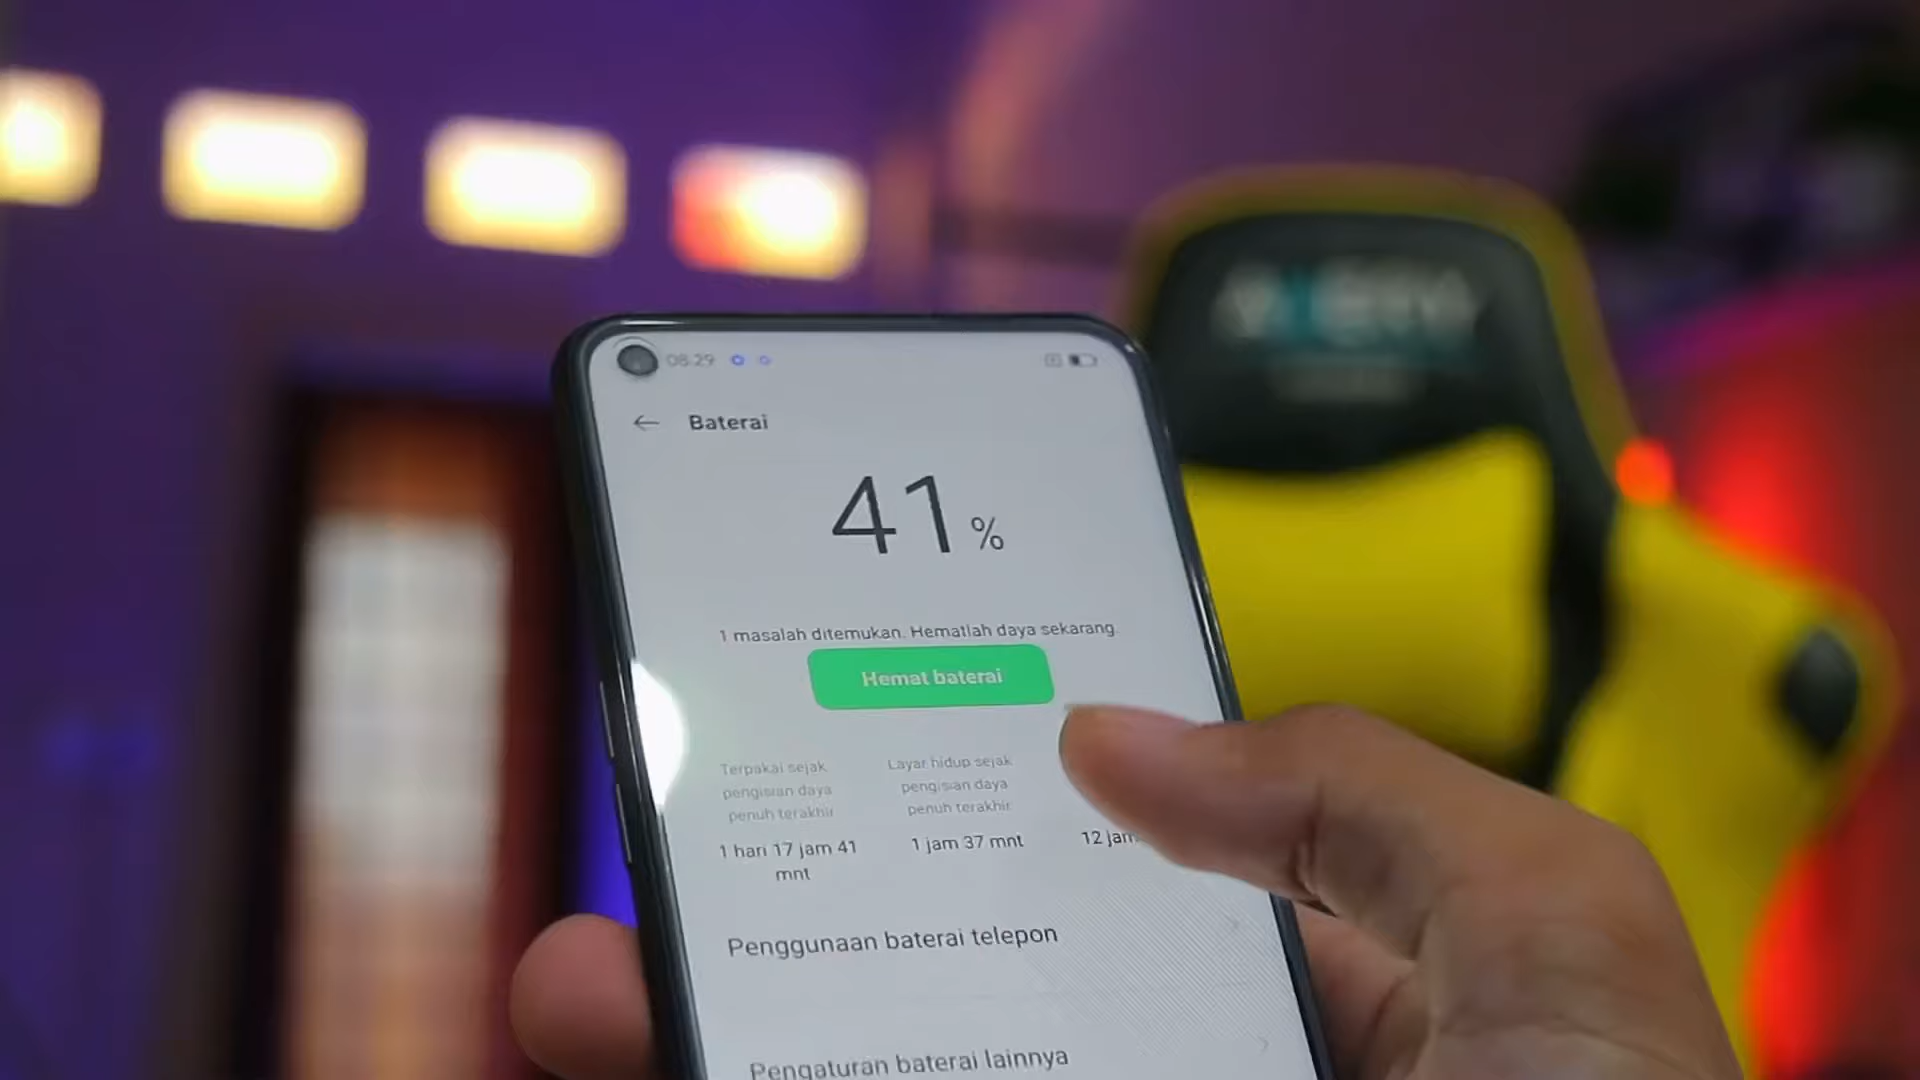 08:29
Baterai
41%
1 masalah ditemukan. Hematlah daya sekarang.
Hemat baterai
Terpakai sejak
pengisian daya
penuh terakhir
1 hari 17 jam 41
mnt
Layar hidup sejak
pengisian daya
penuh terakhir
1 jam 37 mnt
12 jam
Penggunaan baterai telepon
Pengaturan baterai lainnya